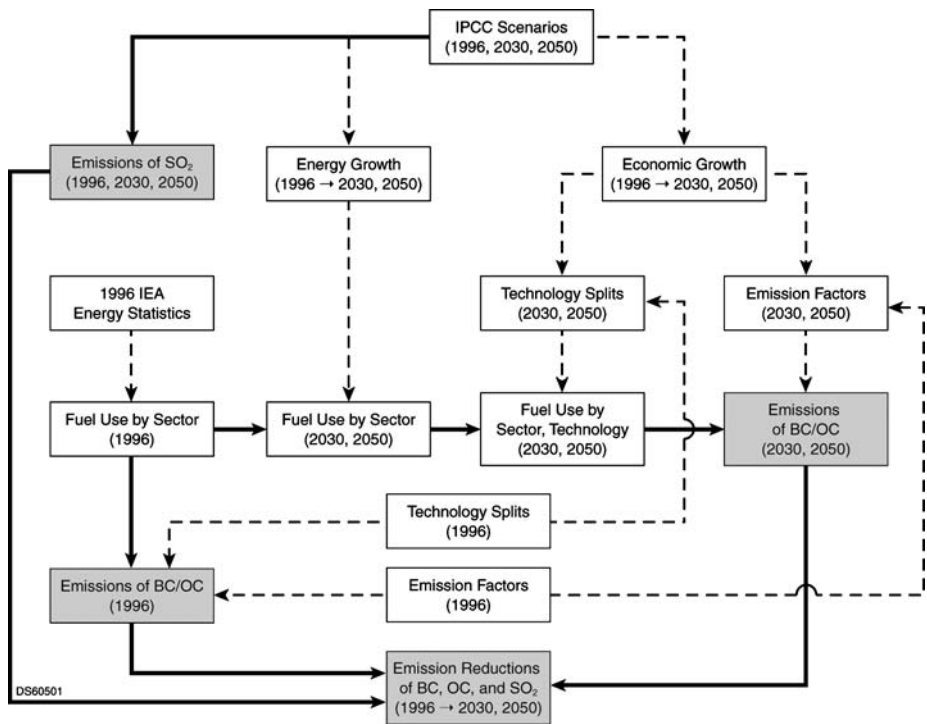 IPCC Scenarios
(1996, 2030, 2050)
Emissions of SO₂
(1996, 2030, 2050)
Energy Growth
(1996 → 2030, 2050)
Economic Growth
(1996 → 2030, 2050)
1996 IEA
Energy Statistics
Technology Splits
(2030, 2050)
Emission Factors
(2030, 2050)
Fuel Use by Sector
(1996)
Fuel Use by Sector
(2030, 2050)
Fuel Use by
Sector, Technology
(2030, 2050)
Emissions
of BC/OC
(2030, 2050)
Technology Splits
(1996)
Emissions of BC/OC
(1996)
Emission Factors
(1996)
Emission Reductions
of BC, OC, and SO₂
(1996 → 2030, 2050)
DS60501